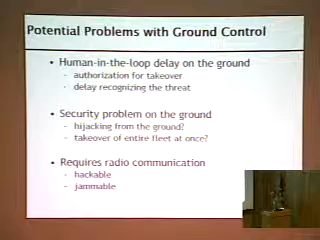 Potential Problems with Ground Control
• Human-in-the-loop delay on the ground
- authorization for takeover
- delay recognizing the threat
• Security problem on the ground
- hijacking from the ground?
- takeover of entire fleet at once?
• Requires radio communication
- hackable
- jammable